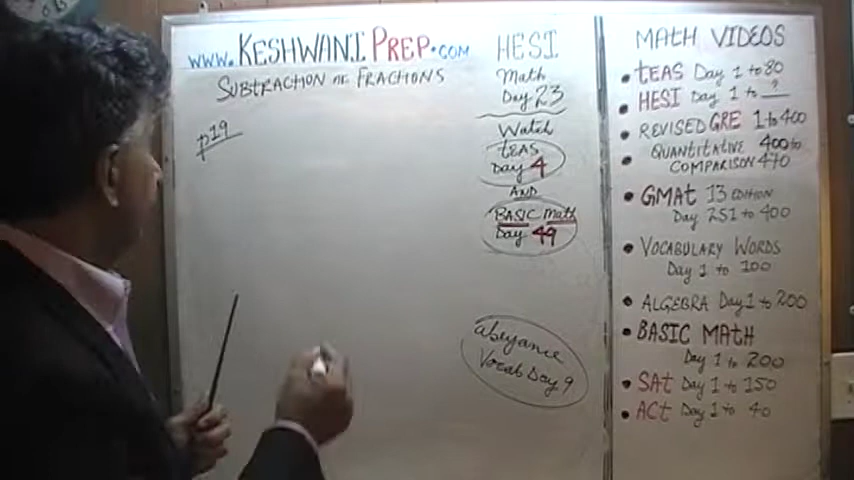 www.KESHWANIPREP.COM
SUBTRACTION OF FRACTIONS
p19
HESI
Math
Day 23
Watch
TEAS
Day 4
AND
BASIC Math
Day 49
abeyance
Vocab Day 9
MATH VIDEOS
• TEAS Day 1 to 80
• HESI Day 1 to ?
• REVISED GRE 1 to 400
• QUANTITATIVE 400 to
COMPARISON 470
• GMAT 13 EDITION
Day 251 to 400
• VOCABULARY WORDS
Day 1 to 100
• ALGEBRA Day 1 to 200
• BASIC MATH
Day 1 to 200
• SAT Day 1 to 150
• ACT Day 1 to 40